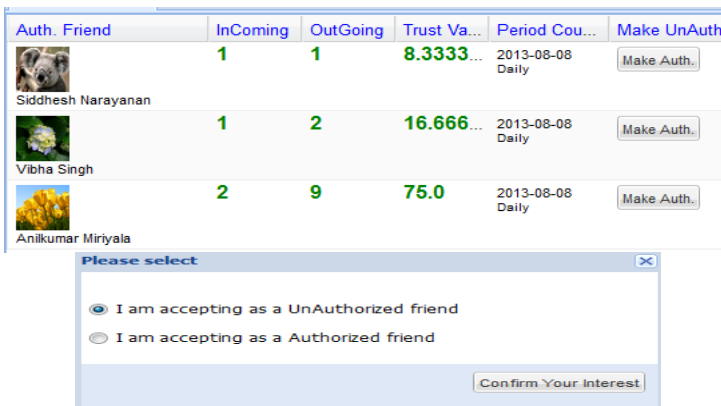 Auth. Friend InComing OutGoing Trust Va... Period Cou... Make UnAuth
1 1 8.3333... 2013-08-08
Daily Make Auth.
Siddhesh Narayanan
1 2 16.666... 2013-08-08
Daily Make Auth.
Vibha Singh
2 9 75.0 2013-08-08
Daily Make Auth.
Anilkumar Miriyala
Please select
I am accepting as a UnAuthorized friend
I am accepting as a Authorized friend
Confirm Your Interest